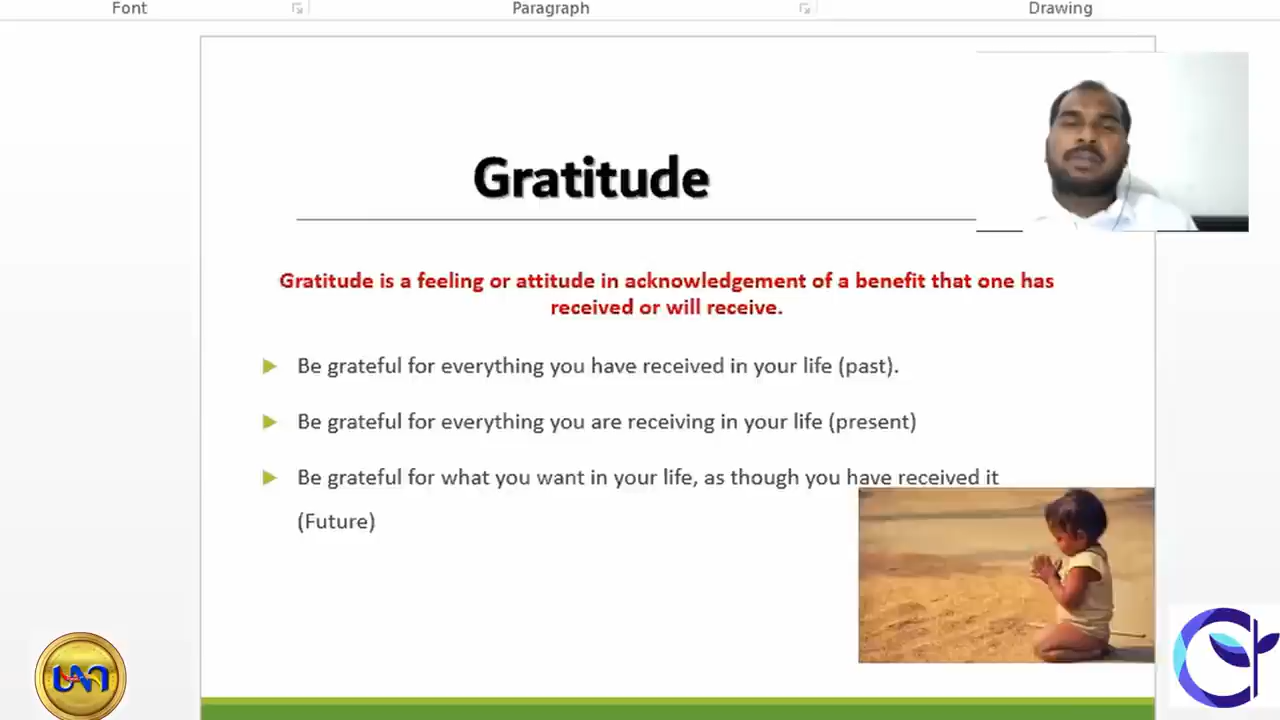 Font
Paragraph
Drawing
Gratitude
Gratitude is a feeling or attitude in acknowledgement of a benefit that one has
received or will receive.
Be grateful for everything you have received in your life (past).
Be grateful for everything you are receiving in your life (present)
Be grateful for what you want in your life, as though you have received it
(Future)